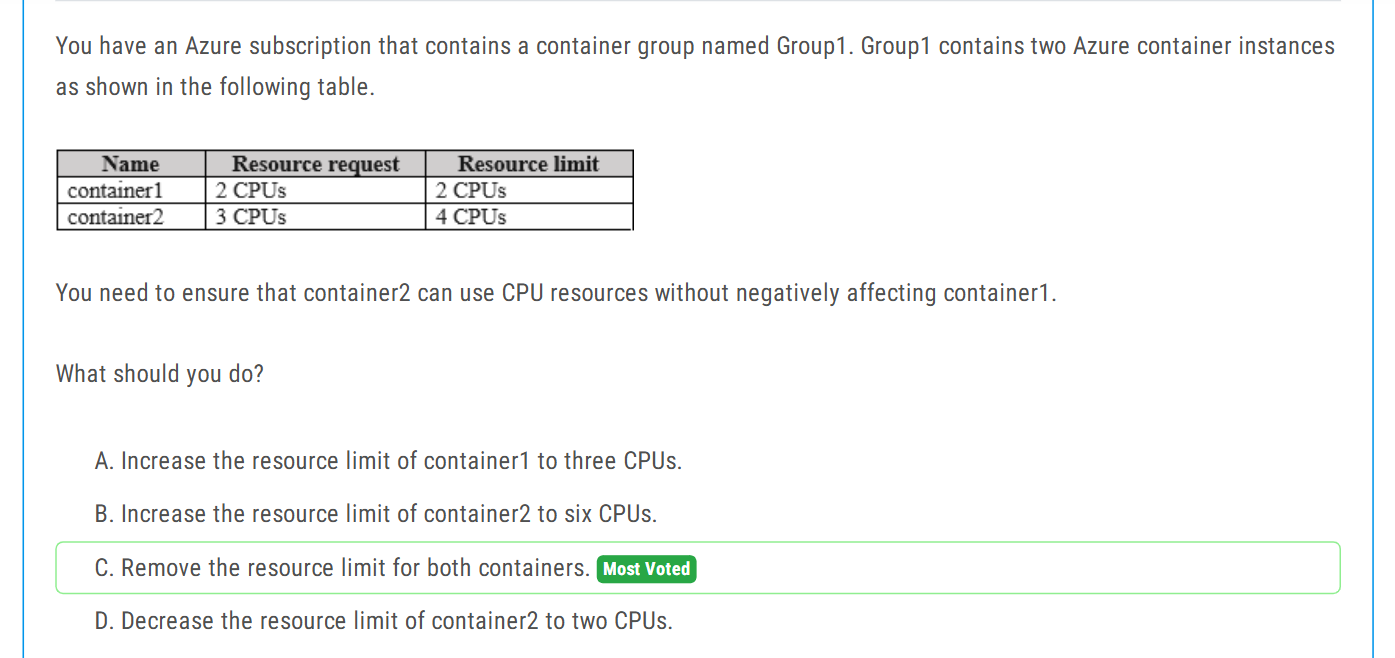 You have an Azure subscription that contains a container group named Group1. Group1 contains two Azure container instances
as shown in the following table.
Name Resource request Resource limit
container1 2 CPUs 2 CPUs
container2 3 CPUs 4 CPUs
You need to ensure that container2 can use CPU resources without negatively affecting container1.
What should you do?
A. Increase the resource limit of container1 to three CPUs.
B. Increase the resource limit of container2 to six CPUs.
C. Remove the resource limit for both containers. Most Voted
D. Decrease the resource limit of container2 to two CPUs.